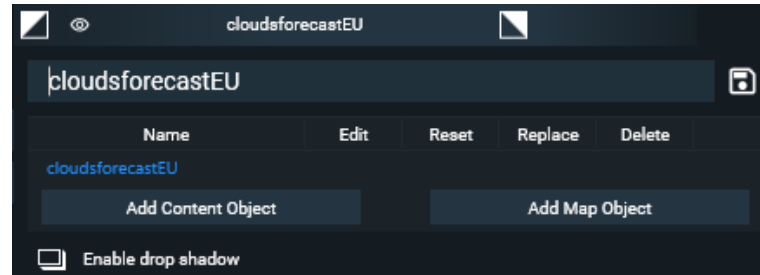 cloudsforecastEU
cloudsforecastEU
Name Edit Reset Replace Delete
cloudsforecastEU
Add Content Object Add Map Object
Enable drop shadow